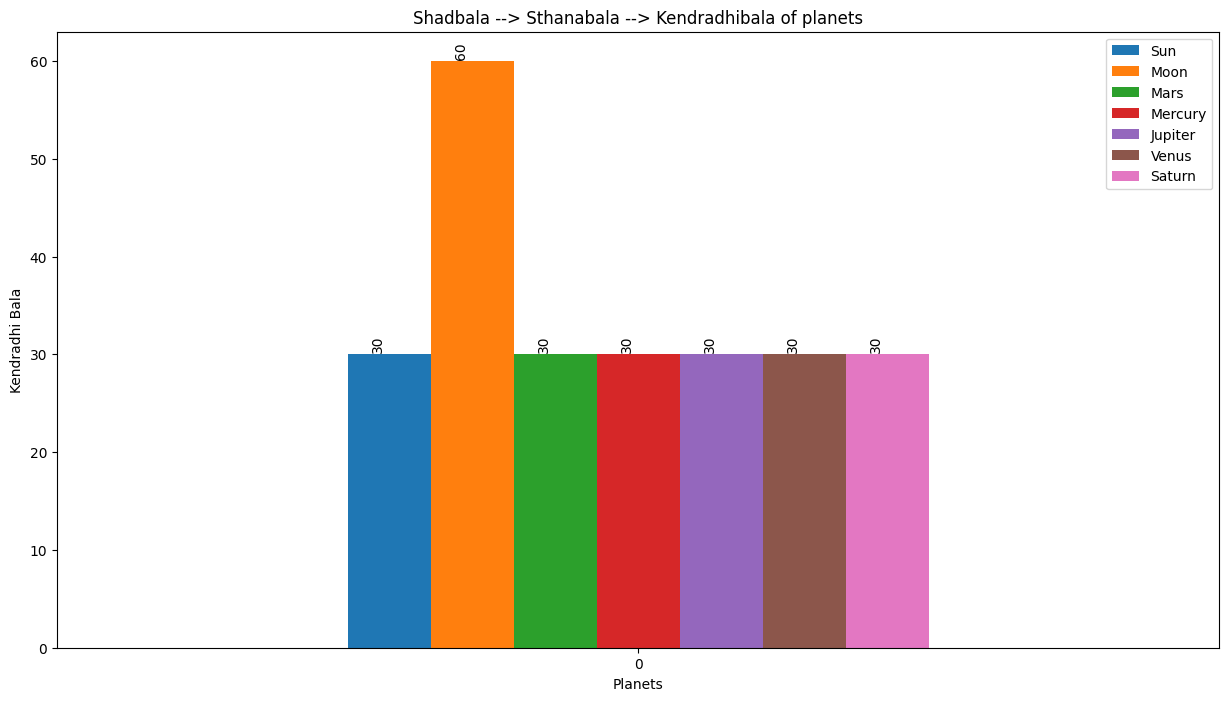 Shadbala --> Sthanabala --> Kendradhibala of planets
Sun
Moon
Mars
Mercury
Jupiter
Venus
Saturn
Kendradhi Bala
60
50
40
30
20
10
0
30
60
30
30
30
30
30
0
Planets